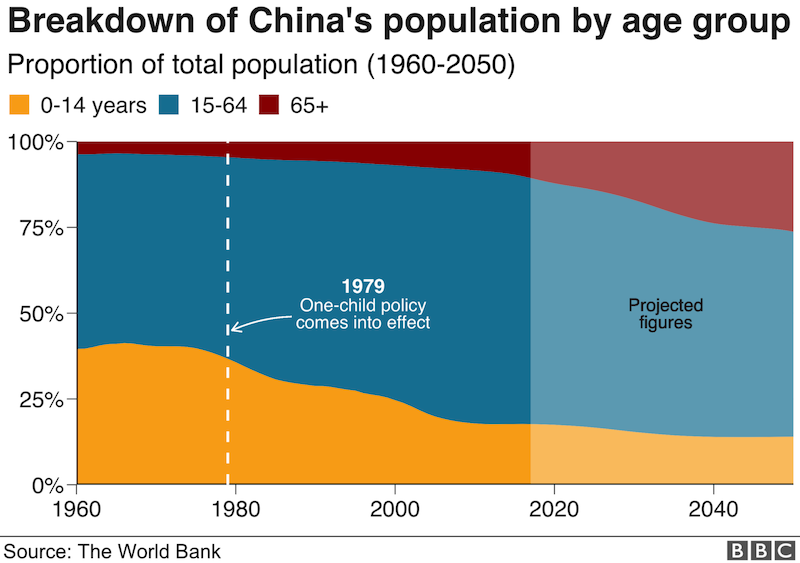 Breakdown of China's population by age group
Proportion of total population (1960-2050)
0-14 years 15-64 65+
100%
75%
50%
25%
0%
1979
One-child policy
comes into effect
Projected
figures
1960 1980 2000 2020 2040
Source: The World Bank
BBC